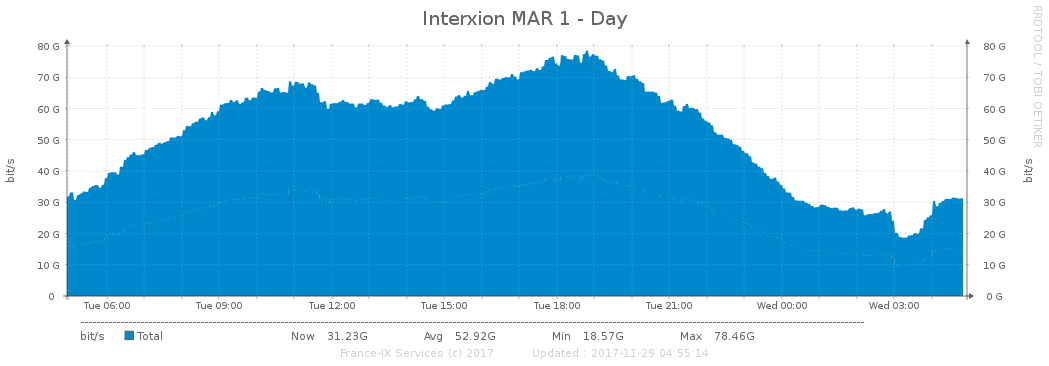 Interxion MAR 1 - Day
RRDTOOL / TOBI OETIKER
80 G 80 G
70 G 70 G
60 G 60 G
50 G 50 G
40 G 40 G
30 G 30 G
20 G 20 G
10 G 10 G
0 0 G
bit/s bit/s
Tue 06:00 Tue 09:00 Tue 12:00 Tue 15:00 Tue 18:00 Tue 21:00 Wed 00:00 Wed 03:00
bit/s Total Now 31.23G Avg 52.92G Min 18.57G Max 78.46G
France-IX Services (c) 2017 Updated : 2017-11-29 04:55:14